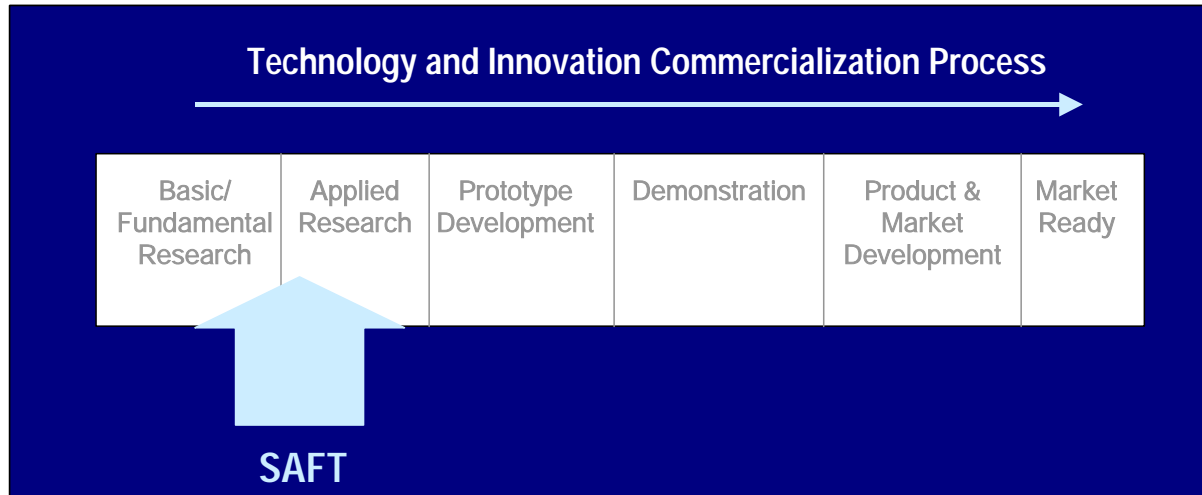 Technology and Innovation Commercialization Process
Basic/
Fundamental
Research
Applied
Research
Prototype
Development
Demonstration
Product &
Market
Development
Market
Ready
SAFT